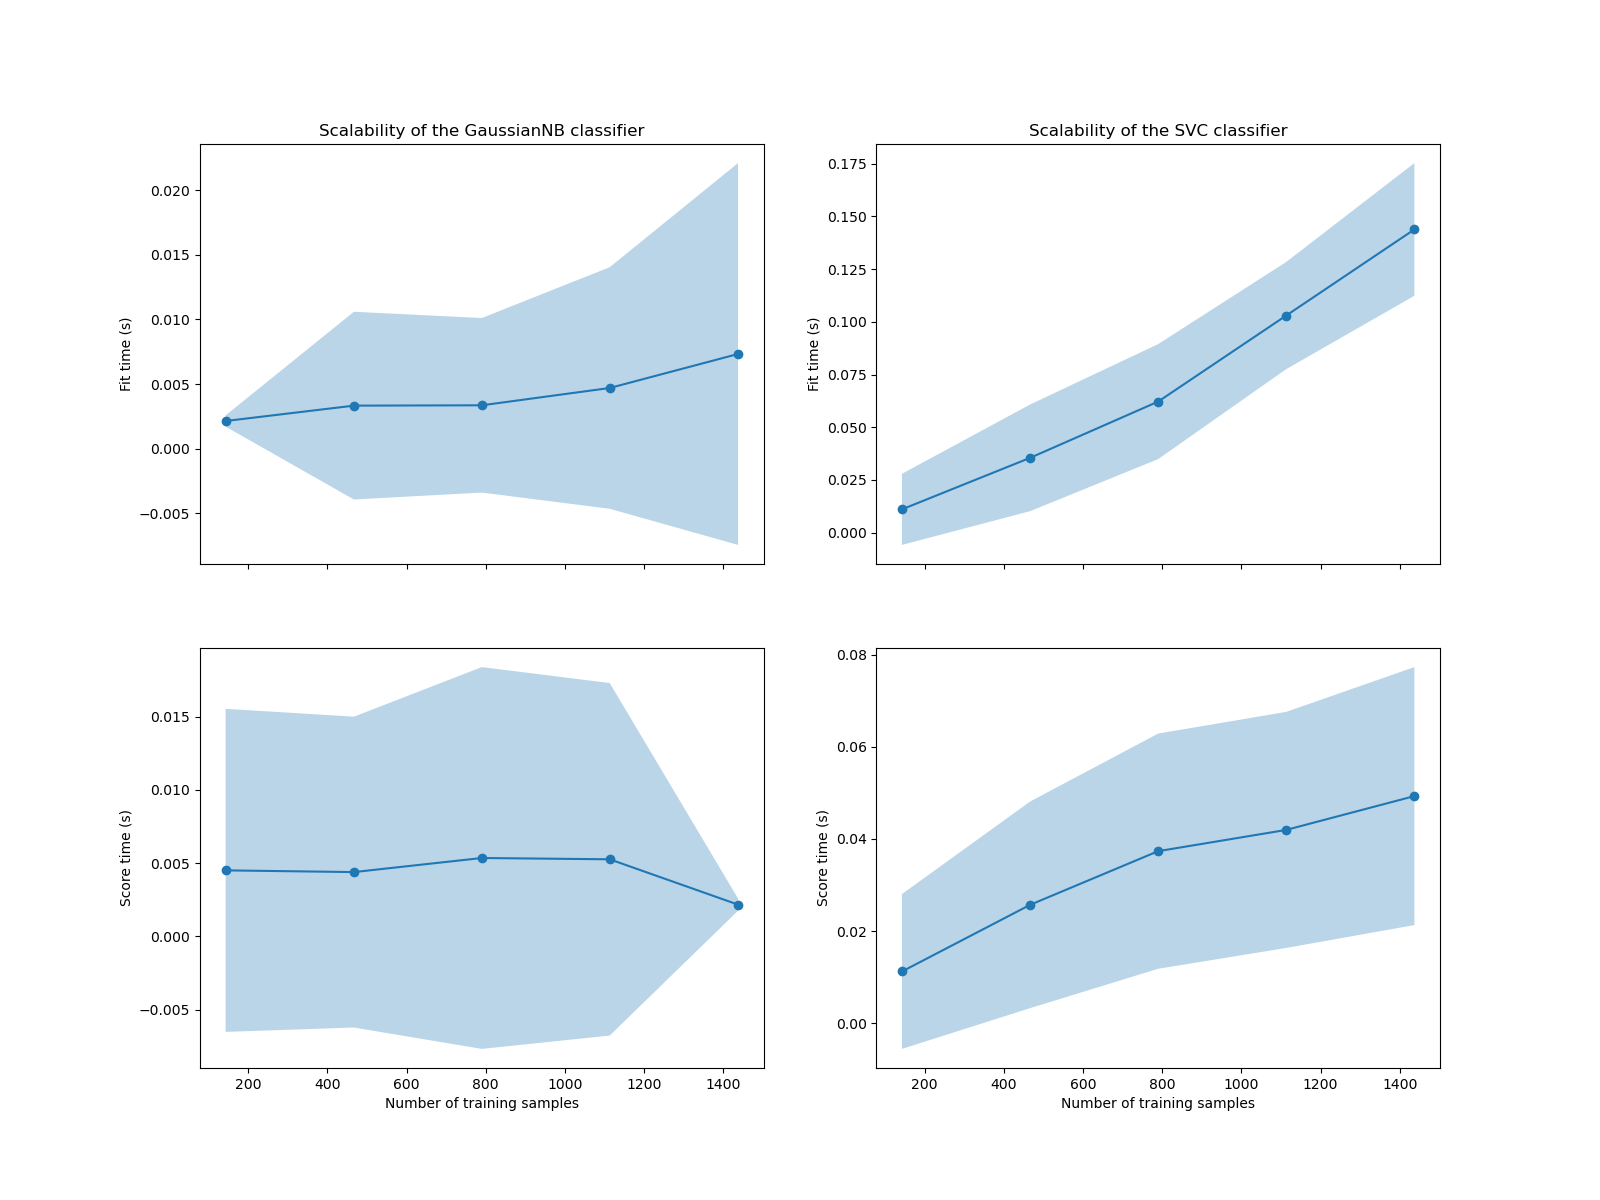 Scalability of the GaussianNB classifier
Scalability of the SVC classifier
Fit time (s)
0.020
0.015
0.010
0.005
0.000
−0.005
Fit time (s)
0.175
0.150
0.125
0.100
0.075
0.050
0.025
0.000
Score time (s)
0.015
0.010
0.005
0.000
−0.005
200 400 600 800 1000 1200 1400
Number of training samples
Score time (s)
0.08
0.06
0.04
0.02
0.00
200 400 600 800 1000 1200 1400
Number of training samples